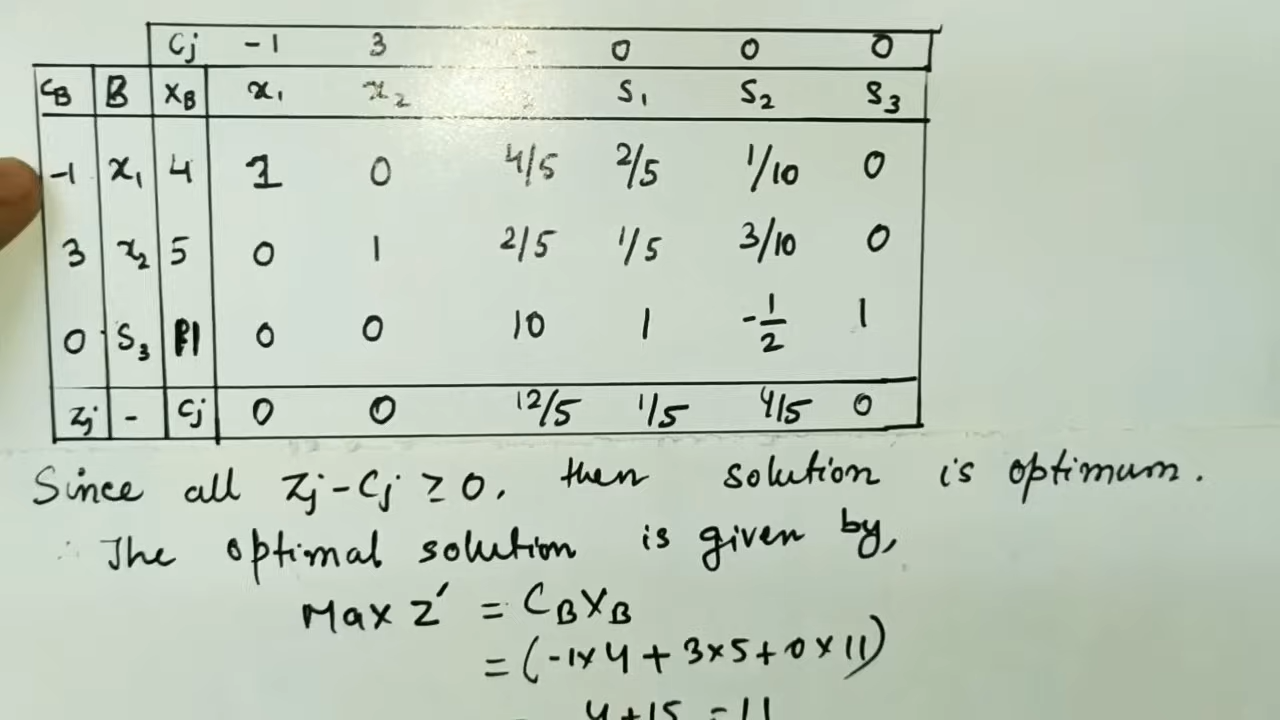 Cj -1 3 0 0 0
CB B XB x₁ x₂ S₁ S₂ S₃
-1 x₁ 4 1 0 4/5 2/5 1/10 0
3 x₂ 5 0 1 2/5 1/5 3/10 0
0 S₃ 11 0 0 10 1 -1/2 1
Zj - Cj 0 0 12/5 1/5 4/5 0
Since all Zj-Cj ≥ 0, then solution is optimum.
∴ The optimal solution is given by,
Max Z′ = CBXB
= (-1×4 + 3×5 + 0×11)
4+15 = 11